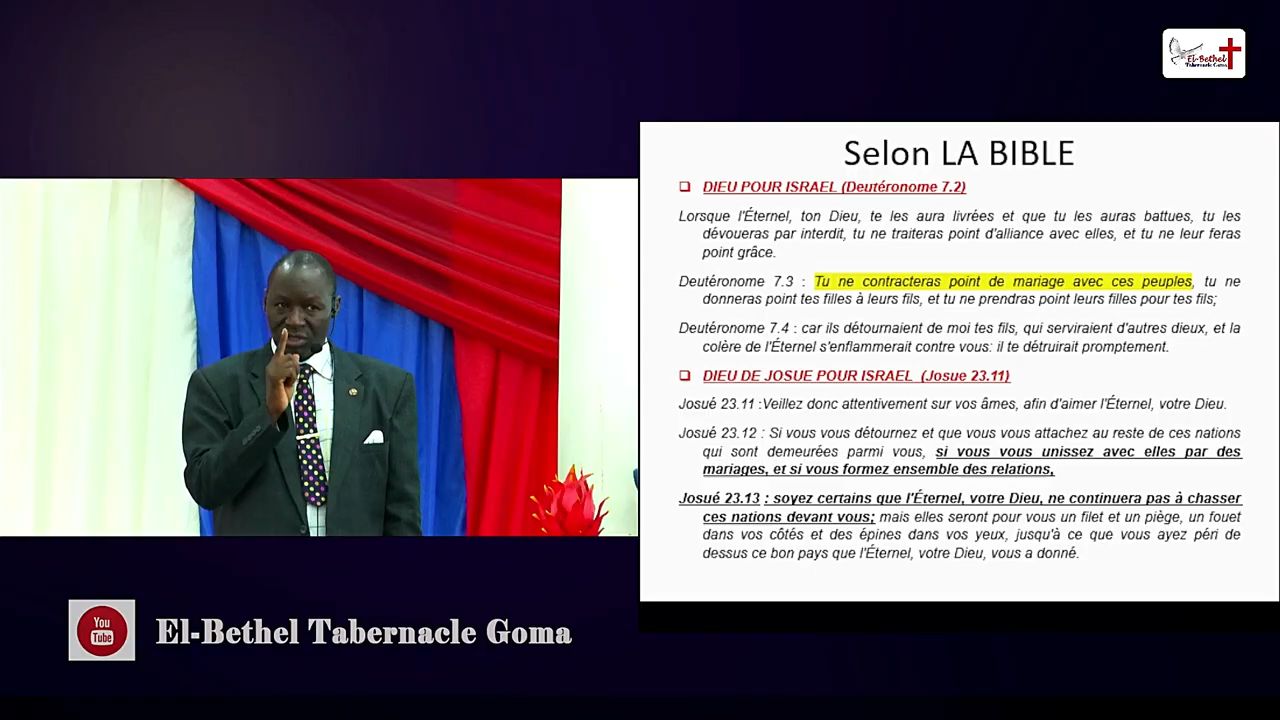 El-Bethel
Tabernacle Goma
Selon LA BIBLE
❑ DIEU POUR ISRAEL (Deutéronome 7.2)
Lorsque l'Éternel, ton Dieu, te les aura livrées et que tu les auras battues, tu les
dévoueras par interdit, tu ne traiteras point d'alliance avec elles, et tu ne leur feras
point grâce.
Deutéronome 7.3 : Tu ne contracteras point de mariage avec ces peuples, tu ne
donneras point tes filles à leurs fils, et tu ne prendras point leurs filles pour tes fils;
Deutéronome 7.4 : car ils détournaient de moi tes fils, qui serviraient d'autres dieux, et la
colère de l'Éternel s'enflammerait contre vous: il te détruirait promptement.
❑ DIEU DE JOSUE POUR ISRAEL (Josue 23.11)
Josué 23.11 :Veillez donc attentivement sur vos âmes, afin d'aimer l'Éternel, votre Dieu.
Josué 23.12 : Si vous vous détournez et que vous vous attachez au reste de ces nations
qui sont demeurées parmi vous, si vous vous unissez avec elles par des
mariages, et si vous formez ensemble des relations,
Josué 23.13 : soyez certains que l'Éternel, votre Dieu, ne continuera pas à chasser
ces nations devant vous; mais elles seront pour vous un filet et un piège, un fouet
dans vos côtés et des épines dans vos yeux, jusqu'à ce que vous ayez péri de
dessus ce bon pays que l'Éternel, votre Dieu, vous a donné.
You
Tube
El-Bethel Tabernacle Goma